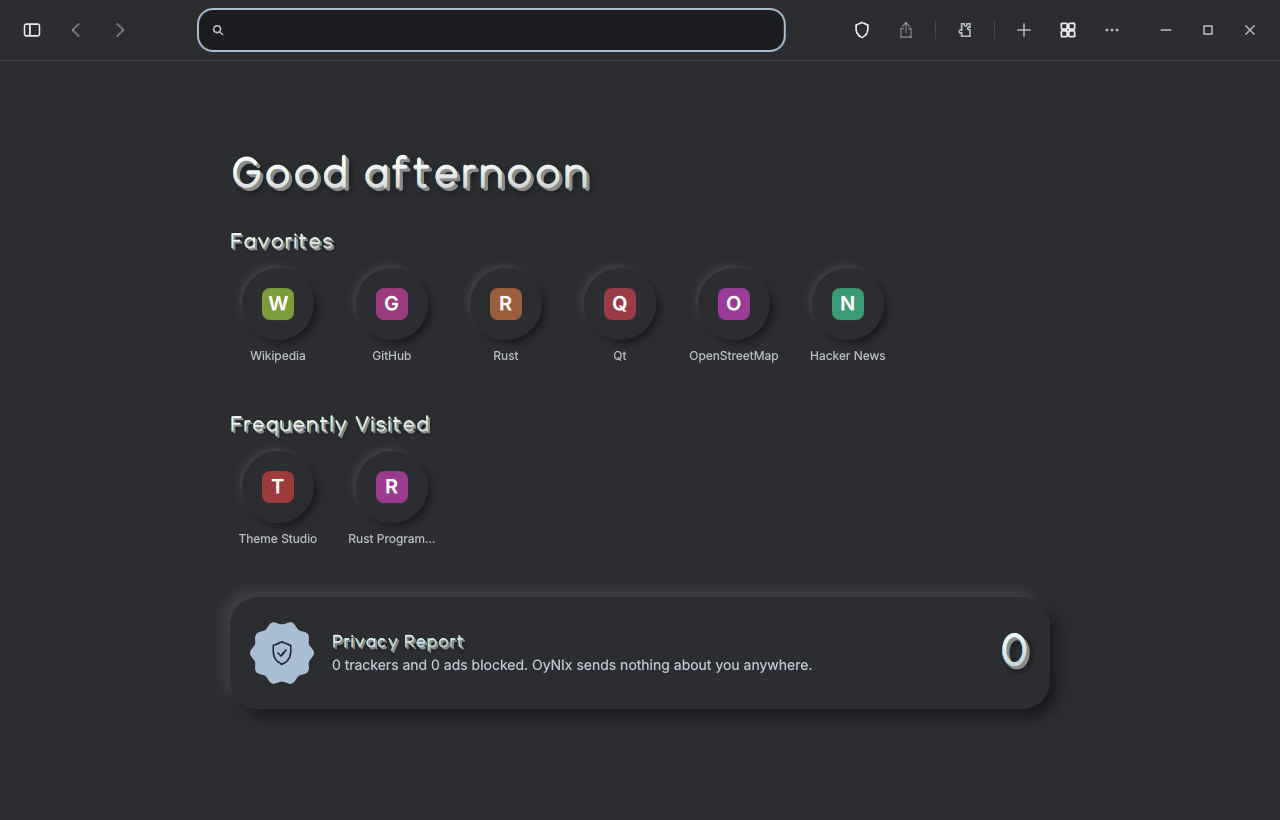 Good afternoon
Favorites
W G R Q O N
Wikipedia GitHub Rust Qt OpenStreetMap Hacker News
Frequently Visited
T R
Theme Studio Rust Program...
Privacy Report
0 trackers and 0 ads blocked. OyNIx sends nothing about you anywhere.
0